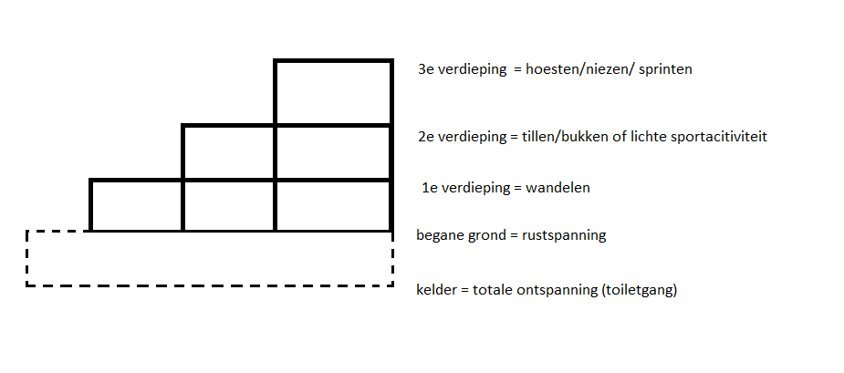 3e verdieping = hoesten/niezen/ sprinten
2e verdieping = tillen/bukken of lichte sportacitiviteit
1e verdieping = wandelen
begane grond = rustspanning
kelder = totale ontspanning (toiletgang)